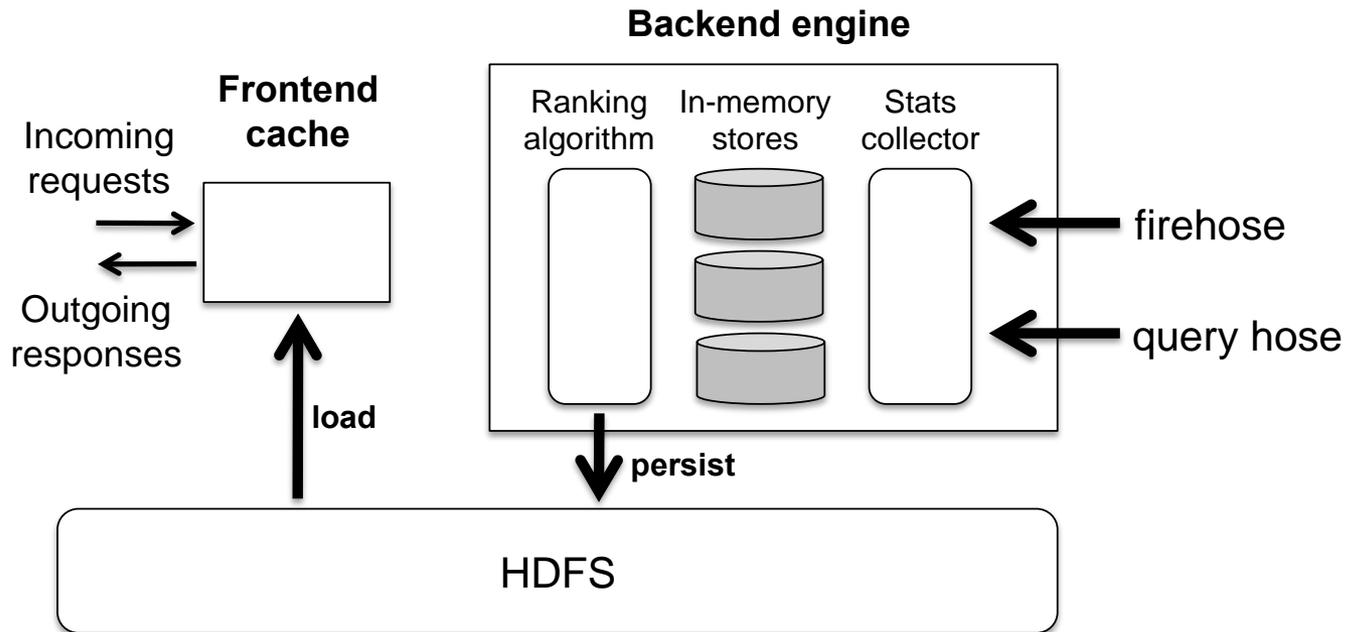 Backend engine
Frontend
cache
Incoming
requests
Outgoing
responses
Ranking
algorithm
In-memory
stores
Stats
collector
firehose
query hose
load
persist
HDFS